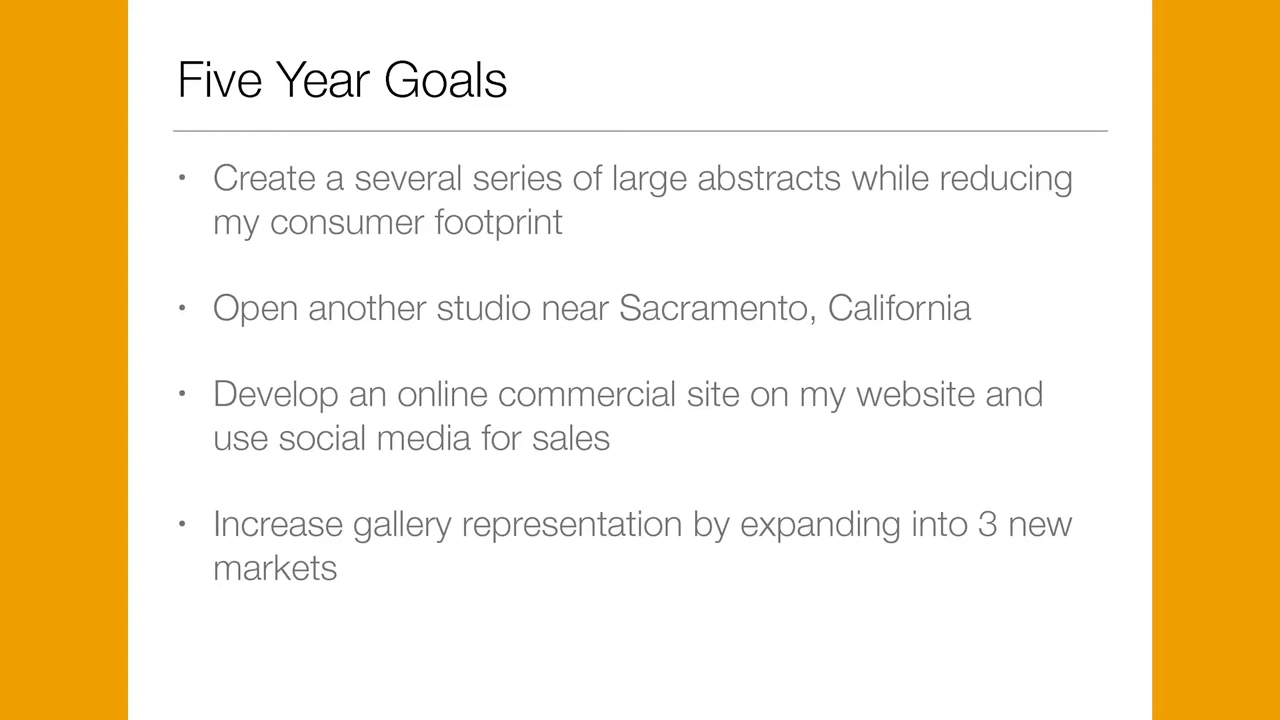 Five Year Goals
• Create a several series of large abstracts while reducing
my consumer footprint
• Open another studio near Sacramento, California
• Develop an online commercial site on my website and
use social media for sales
• Increase gallery representation by expanding into 3 new
markets